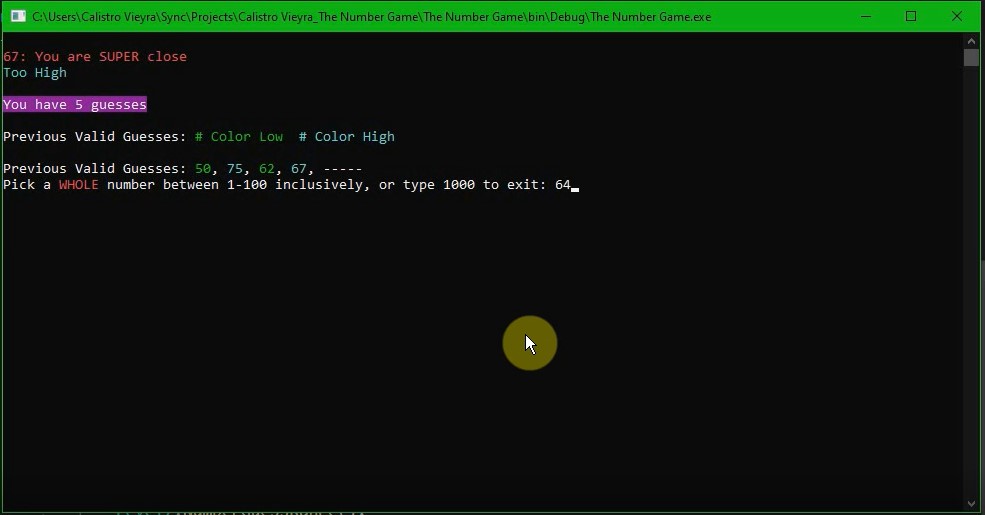 C:\Users\Calistro Vieyra\Sync\Projects\Calistro Vieyra_The Number Game\The Number Game\bin\Debug\The Number Game.exe
67: You are SUPER close
Too High
You have 5 guesses
Previous Valid Guesses: # Color Low  # Color High
Previous Valid Guesses: 50, 75, 62, 67, -----
Pick a WHOLE number between 1-100 inclusively, or type 1000 to exit: 64